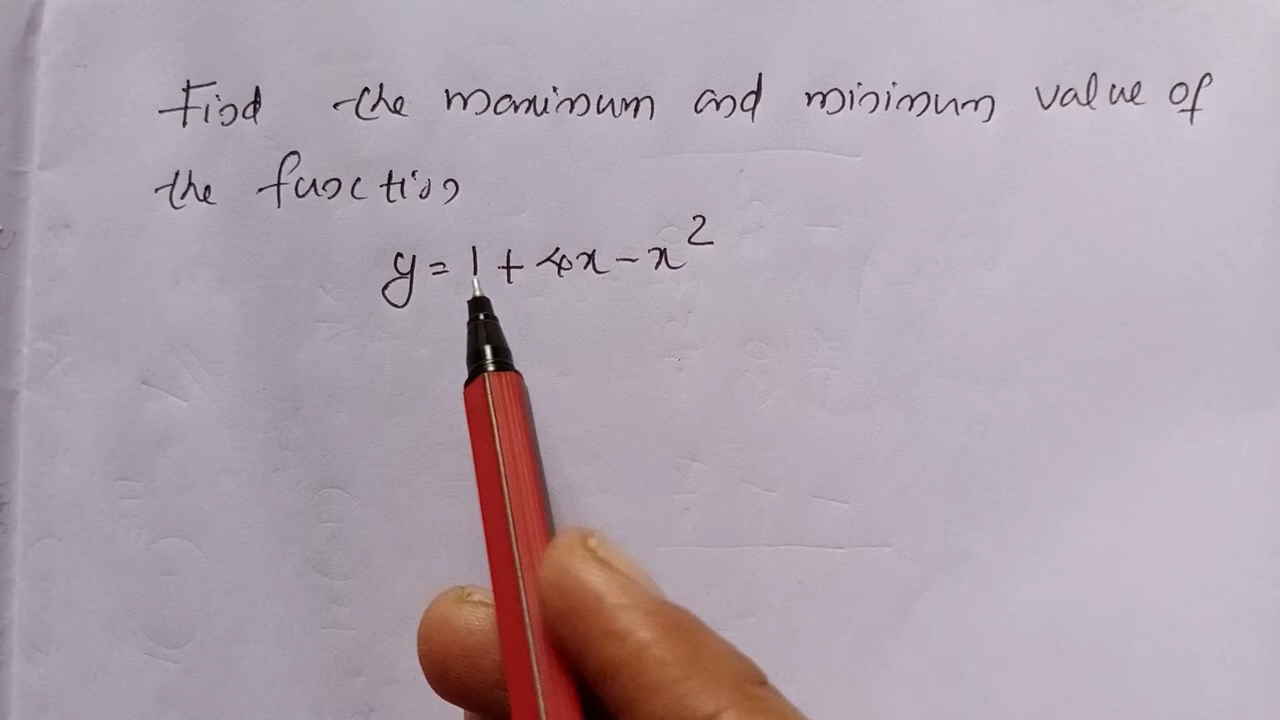 Find the maximum and minimum value of
the function
y = 1 + 4x - x²